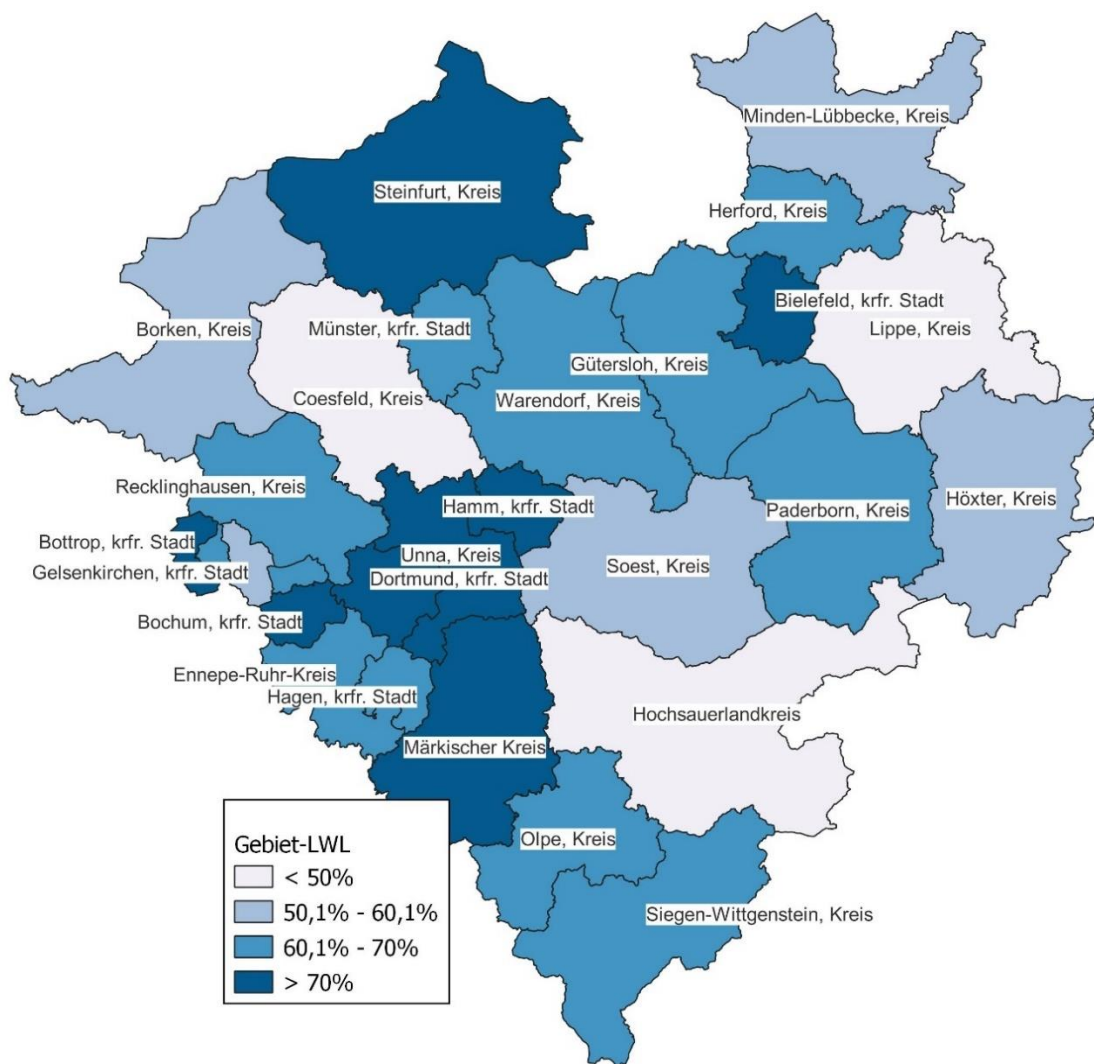 Minden-Lübbecke, Kreis
Steinfurt, Kreis
Herford, Kreis
Bielefeld, krfr. Stadt
Münster, krfr. Stadt
Borken, Kreis
Lippe, Kreis
Gütersloh, Kreis
Coesfeld, Kreis
Warendorf, Kreis
Recklinghausen, Kreis
Höxter, Kreis
Hamm, krfr. Stadt
Paderborn, Kreis
Bottrop, krfr. Stadt
Unna, Kreis
Soest, Kreis
Gelsenkirchen, krfr. Stadt
Dortmund, krfr. Stadt
Bochum, krfr. Stadt
Ennepe-Ruhr-Kreis
Hagen, krfr. Stadt
Hochsauerlandkreis
Märkischer Kreis
Olpe, Kreis
Siegen-Wittgenstein, Kreis
Gebiet-LWL
< 50%
50,1% - 60,1%
60,1% - 70%
> 70%